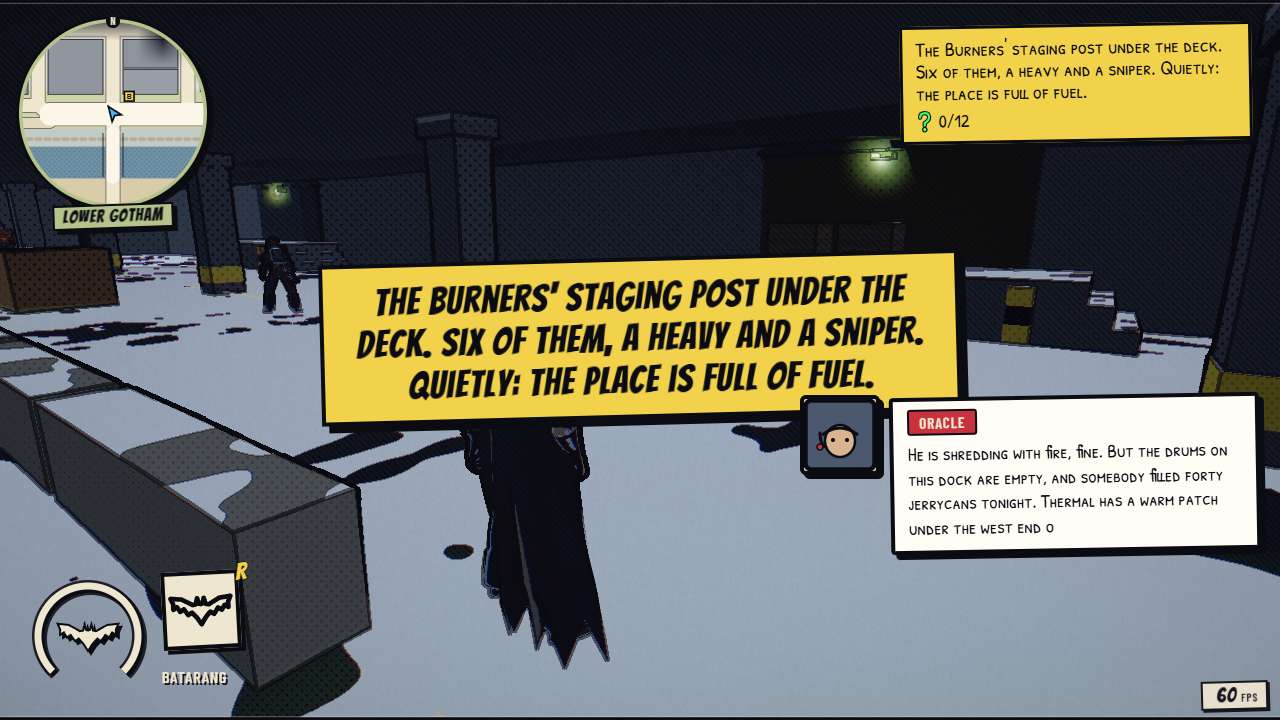 N
B
LOWER GOTHAM
The Burners' staging post under the deck.
Six of them, a heavy and a sniper. Quietly:
the place is full of fuel.
? 0/12
THE BURNERS' STAGING POST UNDER THE
DECK. SIX OF THEM, A HEAVY AND A SNIPER.
QUIETLY: THE PLACE IS FULL OF FUEL.
ORACLE
He is shredding with fire, fine. But the drums on
this dock are empty, and somebody filled forty
jerrycans tonight. Thermal has a warm patch
under the west end o
R
BATARANG
60 FPS